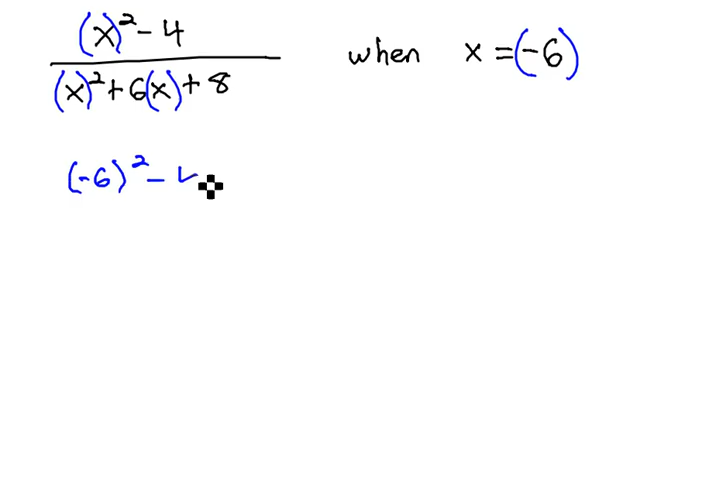 (x)² - 4
(x)² + 6(x) + 8 when x = (-6)
(-6)² -